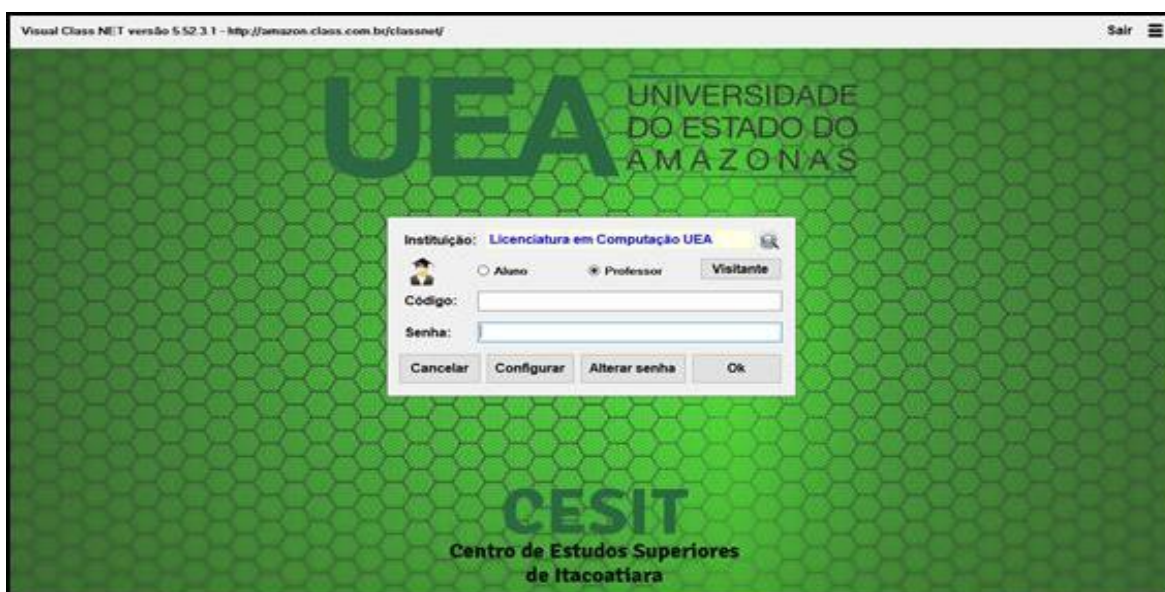 Visual Class NET versão 5.52.3.1 - http://amazon.class.com.br/classnet/
Sair
UEA
UNIVERSIDADE
DO ESTADO DO
AMAZONAS
Instituição: Licenciatura em Computação UEA
Aluno Professor Visitante
Código:
Senha:
Cancelar Configurar Alterar senha Ok
CESIT
Centro de Estudos Superiores
de Itacoatiara